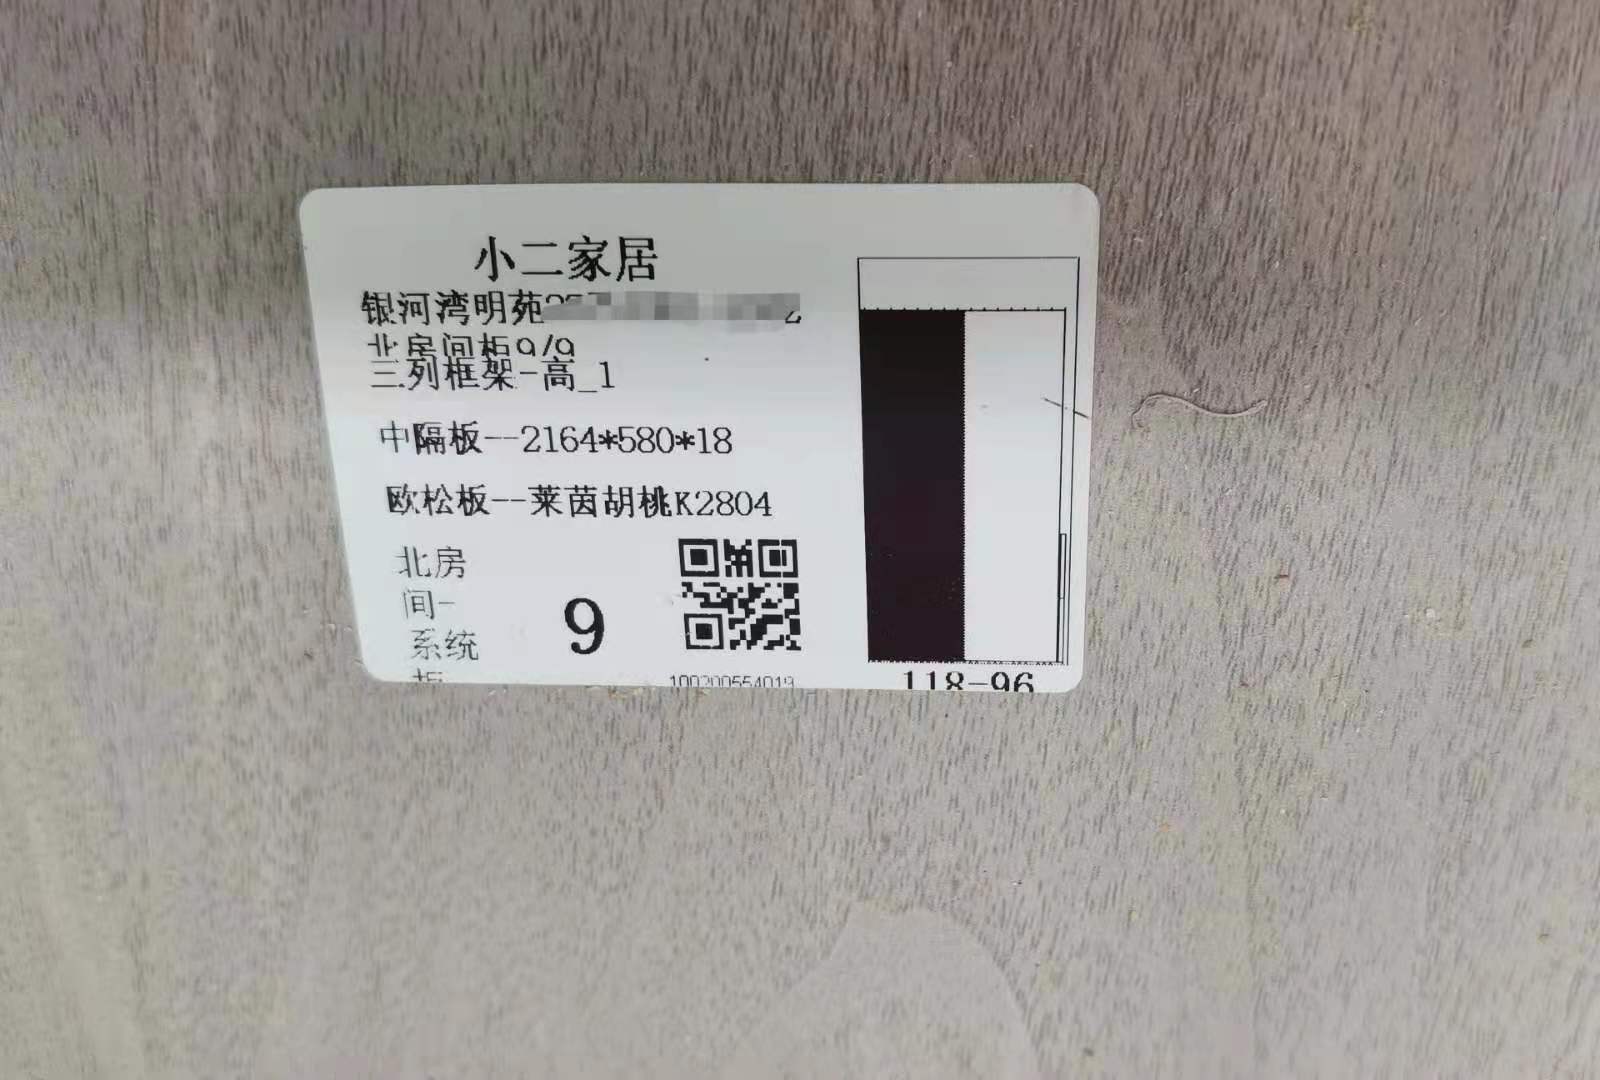 小二家居
银河湾明苑
北房间柜9/9
三列框架-高_1
中隔板--2164*580*18
欧松板--莱茵胡桃K2804
北房
间-
系统
9
100200554019
118-96